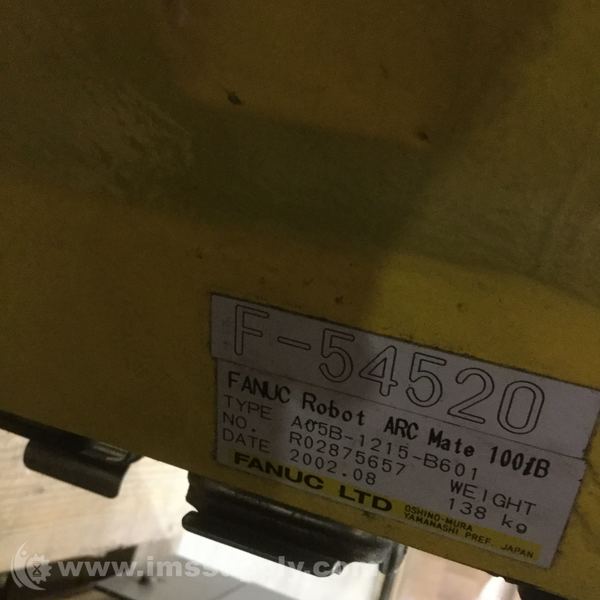 F-54520
FANUC Robot ARC Mate 100iB
TYPE A05B-1215-B601
NO. R02875657 WEIGHT
DATE 2002.08 138 kg
FANUC LTD OSHINO-MURA
YAMANASHI PREF. JAPAN
www.imssupply.com